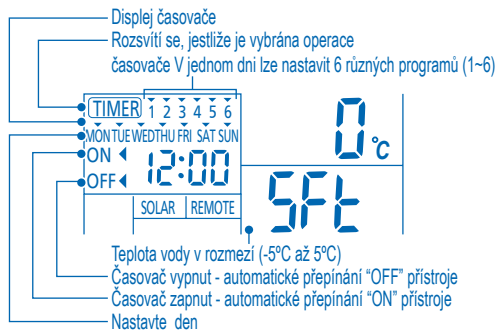 Displej časovače
Rozsvítí se, jestliže je vybrána operace
časovače V jednom dni lze nastavit 6 různých programů (1~6)
TIMER 1 2 3 4 5 6
MON TUE WED THU FRI SAT SUN
ON
12:00
OFF
0°C
SFt
SOLAR REMOTE
Teplota vody v rozmezí (-5ºC až 5ºC)
Časovač vypnut - automatické přepínání “OFF” přístroje
Časovač zapnut - automatické přepínání “ON” přístroje
Nastavte den